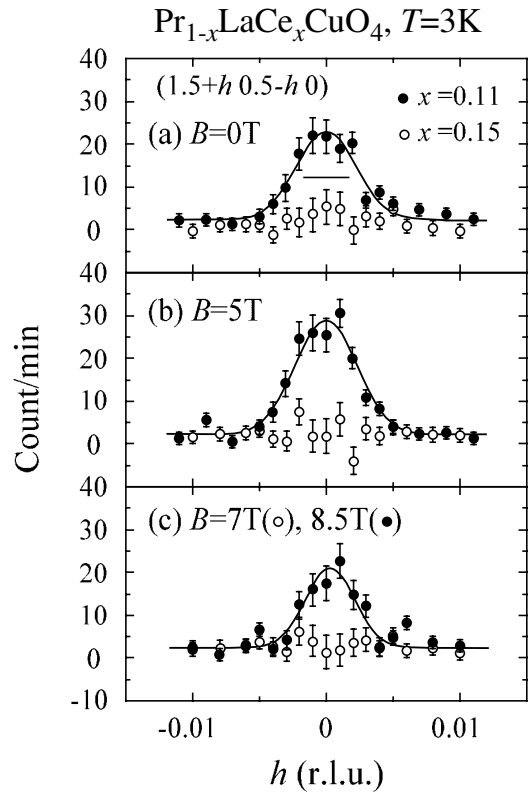 Pr₁₋ₓLaCeₓCuO₄, T=3K
40
(1.5+h 0.5-h 0)
● x=0.11
30
(a) B=0T
○ x=0.15
20
10
0
40
(b) B=5T
30
20
10
0
40
(c) B=7T(○), 8.5T(●)
30
20
10
0
-10
Count/min
-0.01 0 0.01
h (r.l.u.)